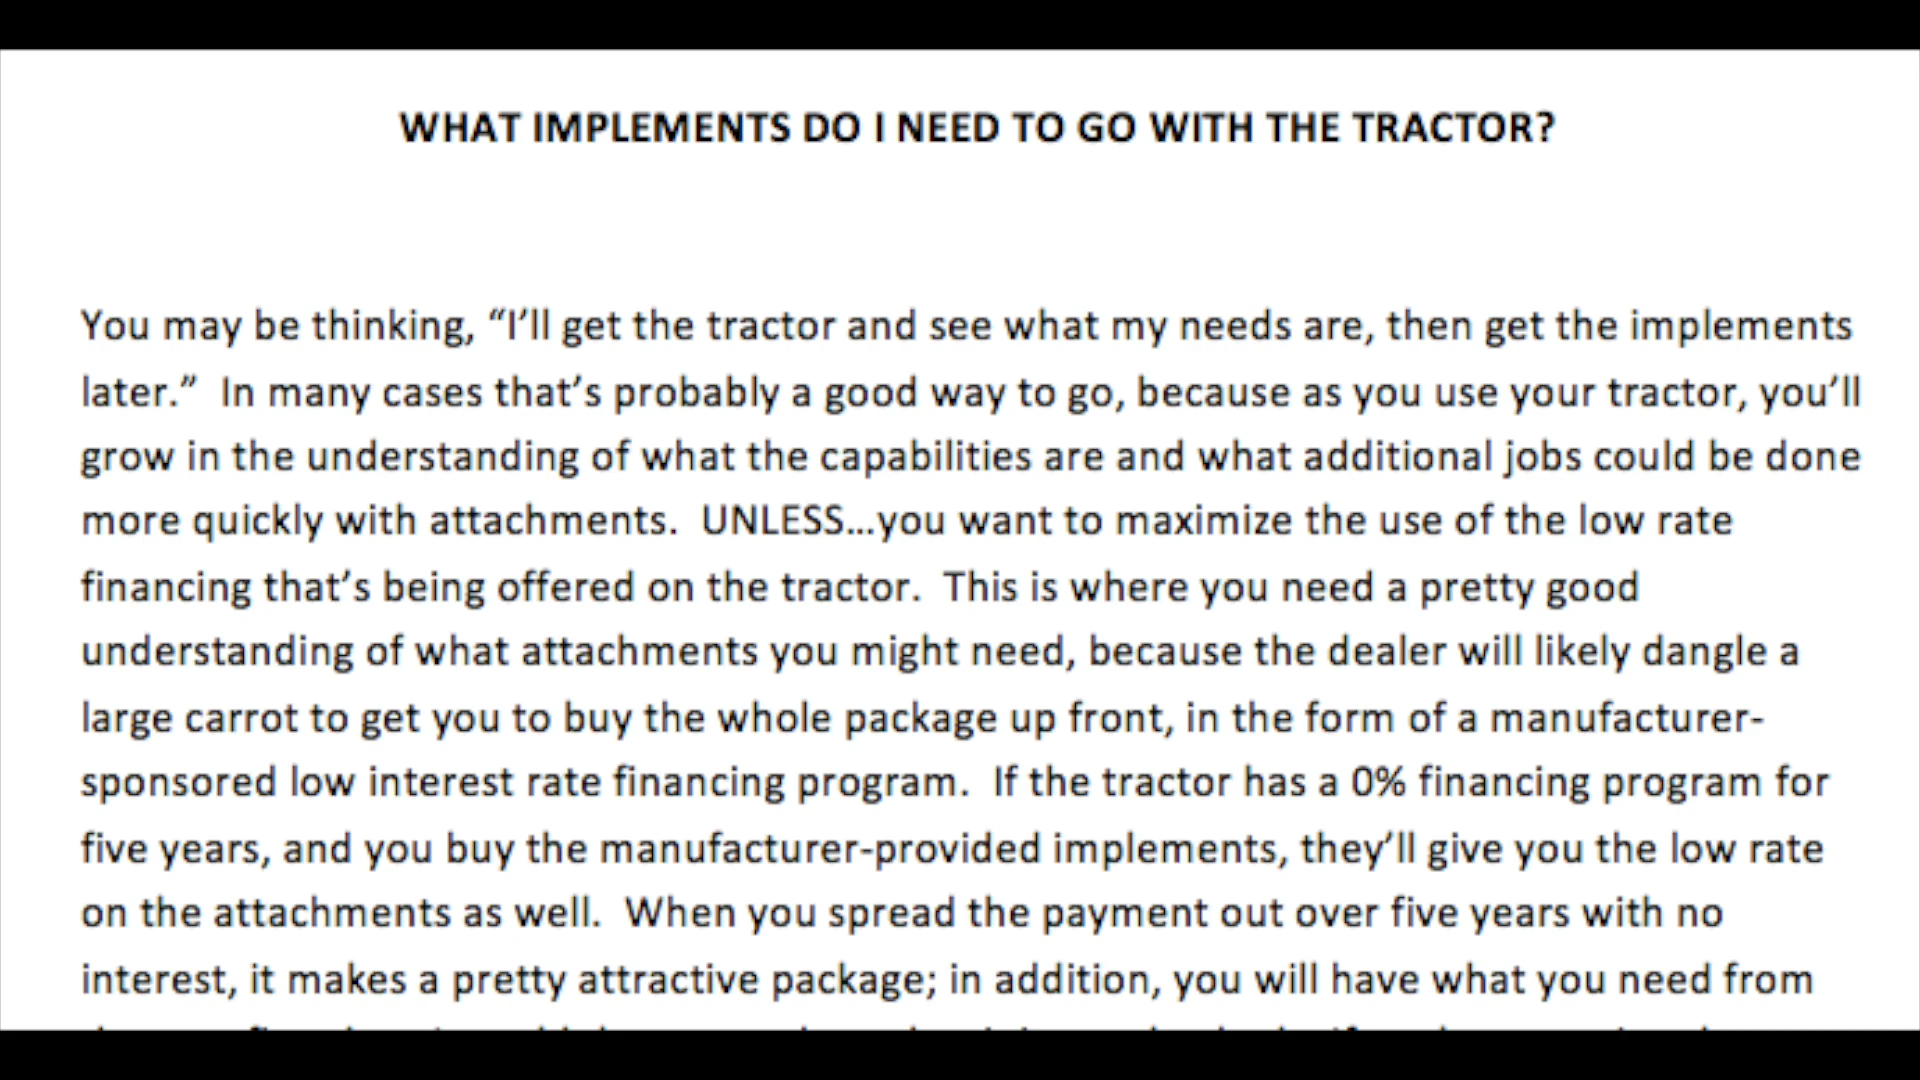 WHAT IMPLEMENTS DO I NEED TO GO WITH THE TRACTOR?
You may be thinking, “I’ll get the tractor and see what my needs are, then get the implements
later.”  In many cases that’s probably a good way to go, because as you use your tractor, you’ll
grow in the understanding of what the capabilities are and what additional jobs could be done
more quickly with attachments.  UNLESS…you want to maximize the use of the low rate
financing that’s being offered on the tractor.  This is where you need a pretty good
understanding of what attachments you might need, because the dealer will likely dangle a
large carrot to get you to buy the whole package up front, in the form of a manufacturer-
sponsored low interest rate financing program.  If the tractor has a 0% financing program for
five years, and you buy the manufacturer-provided implements, they’ll give you the low rate
on the attachments as well.  When you spread the payment out over five years with no
interest, it makes a pretty attractive package; in addition, you will have what you need from